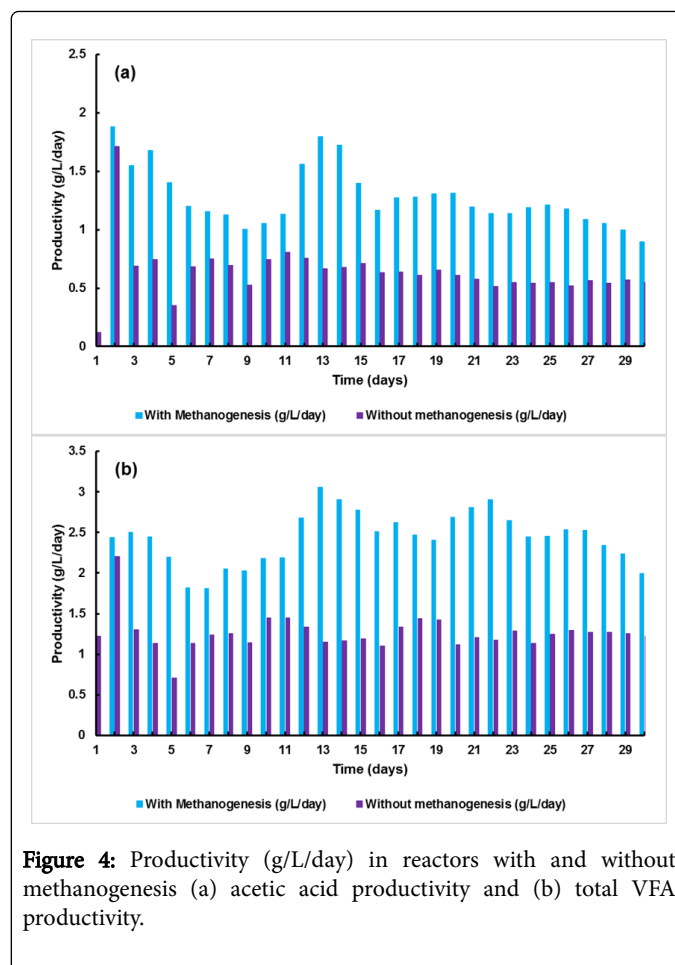 (a)
Productivity (g/L/day)
2.5
2
1.5
1
0.5
0
1 3 5 7 9 11 13 15 17 19 21 23 25 27 29
Time (days)
With Methanogenesis (g/L/day) Without methanogenesis (g/L/day)
(b)
Productivity (g/L/day)
3.5
3
2.5
2
1.5
1
0.5
0
1 3 5 7 9 11 13 15 17 19 21 23 25 27 29
Time (days)
With Methanogenesis (g/L/day) Without methanogenesis (g/L/day)
Figure 4: Productivity (g/L/day) in reactors with and without
methanogenesis (a) acetic acid productivity and (b) total VFA
productivity.